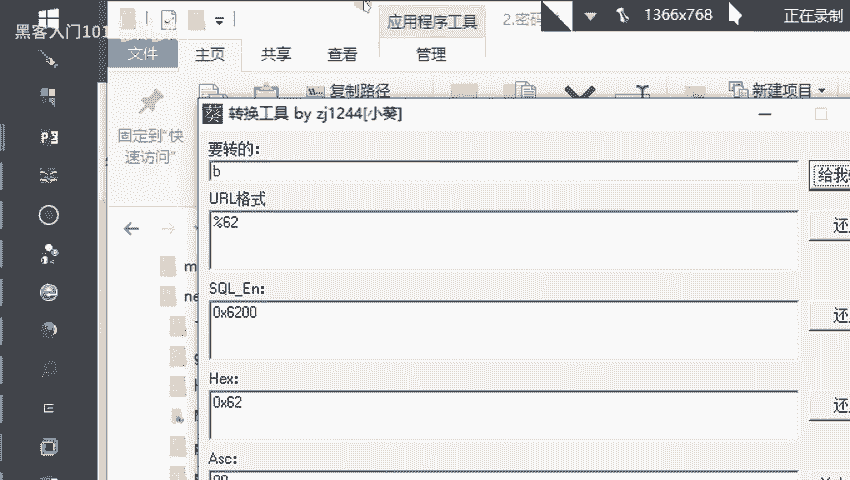 1366x768
正在录制
黑客入门101
应用程序工具
2.密码
文件
主页
共享
查看
管理
复制路径
新建项目
转换工具 by zj1244[小葵]
固定到"快
速访问"
要转的:
b
给我
URL格式
%62
还
SQL_En:
0x6200
还
Hex:
0x62
还
Asc:
m
ne